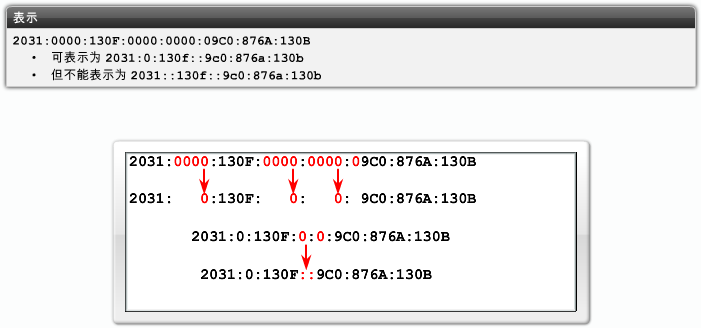 表示
2031:0000:130F:0000:0000:09C0:876A:130B
• 可表示为 2031:0:130f::9c0:876a:130b
• 但不能表示为 2031::130f::9c0:876a:130b
2031:0000:130F:0000:0000:09C0:876A:130B
2031: 0:130F: 0: 0: 9C0:876A:130B
2031:0:130F:0:0:9C0:876A:130B
2031:0:130F::9C0:876A:130B